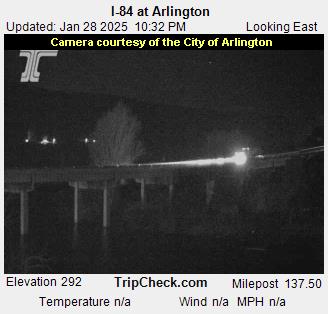 I-84 at Arlington
Updated: Jan 28 2025 10:32 PM Looking East
Camera courtesy of the City of Arlington
Elevation 292 TripCheck.com Milepost 137.50
Temperature n/a Wind n/a MPH n/a